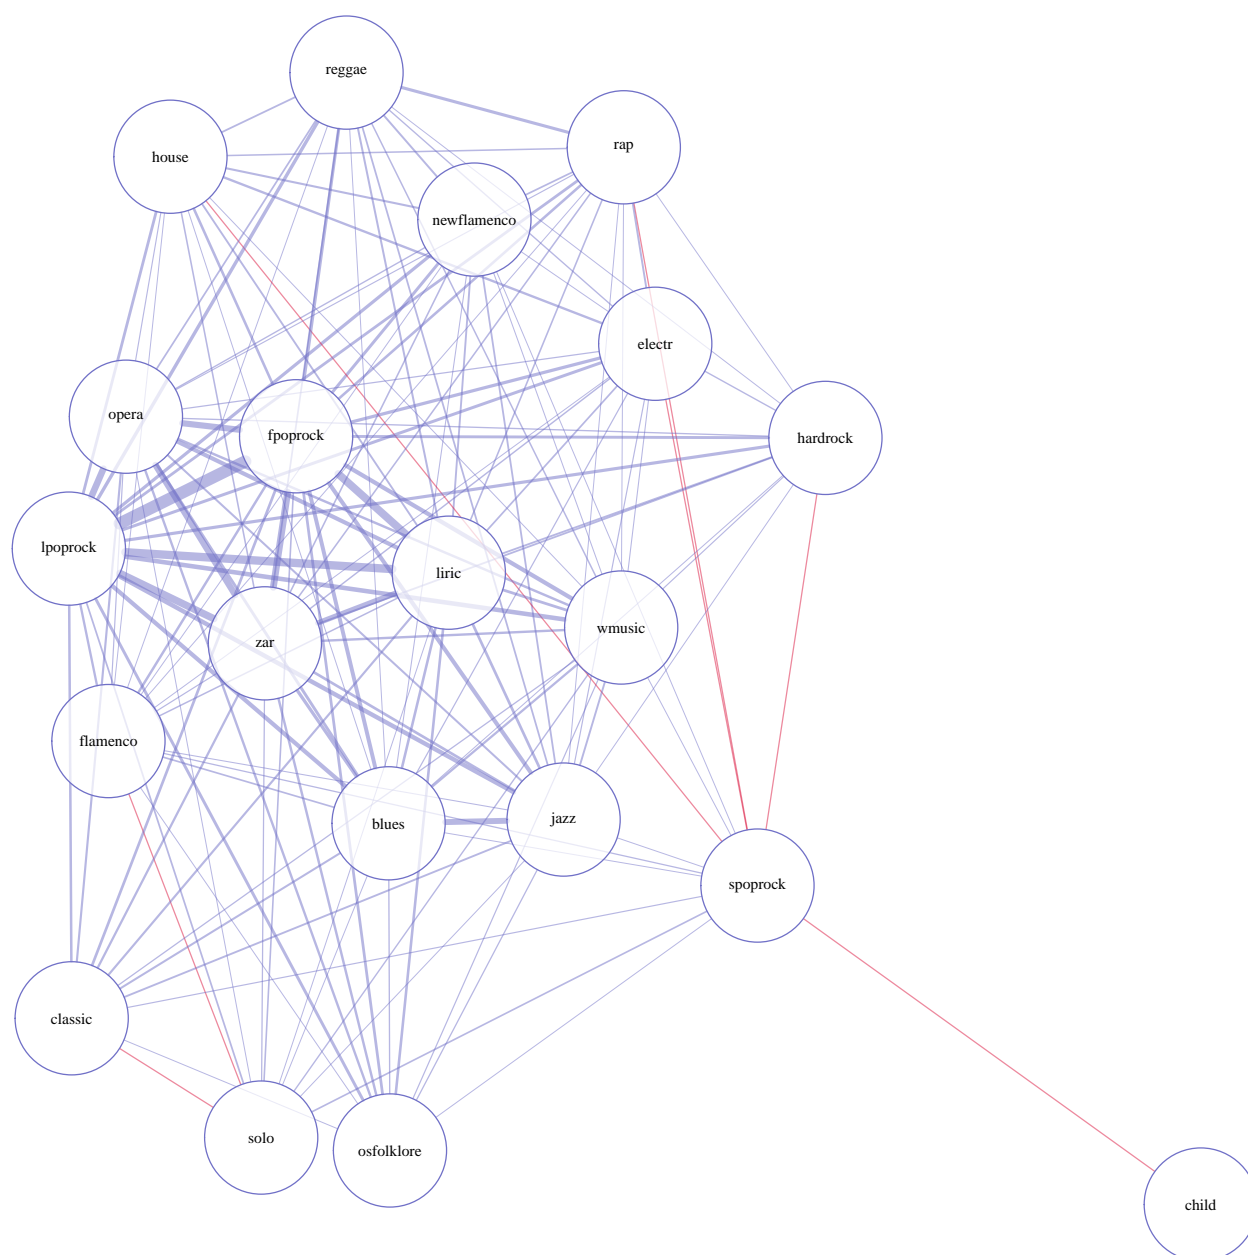 reggae
rap
house
newflamenco
electr
opera
fpoprock
hardrock
lpoprock
liric
wmusic
zar
flamenco
blues
jazz
spoprock
classic
solo
osfolklore
child